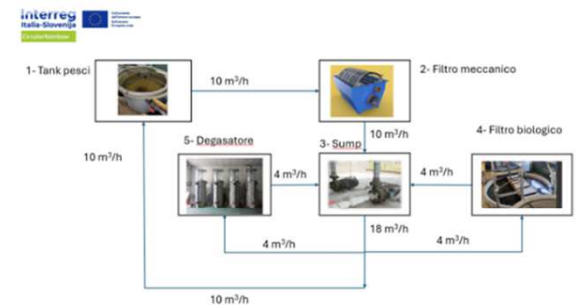 Interreg
Italia-Slovenija
CircularRainbow
1- Tank pesci
10 m³/h
2- Filtro meccanico
10 m³/h
4- Filtro biologico
5- Degasatore
3- Sump
10 m³/h
4 m³/h
4 m³/h
18 m³/h
4 m³/h
4 m³/h
10 m³/h